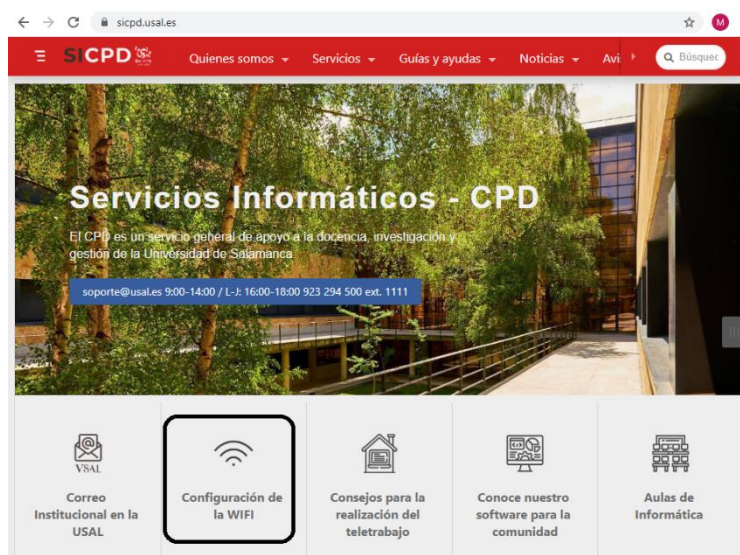 sicpd.usal.es
M
SICPD
Quienes somos
Servicios
Guías y ayudas
Noticias
Avi
Búsquec
Servicios Informáticos - CPD
El CPD es un servicio general de apoyo a la docencia, investigación y
gestión de la Universidad de Salamanca.
soporte@usal.es 9:00-14:00 / L-J: 16:00-18:00 923 294 500 ext. 1111
VSAL
Correo
Institucional en la
USAL
Configuración de
la WIFI
Consejos para la
realización del
teletrabajo
Conoce nuestro
software para la
comunidad
Aulas de
Informática